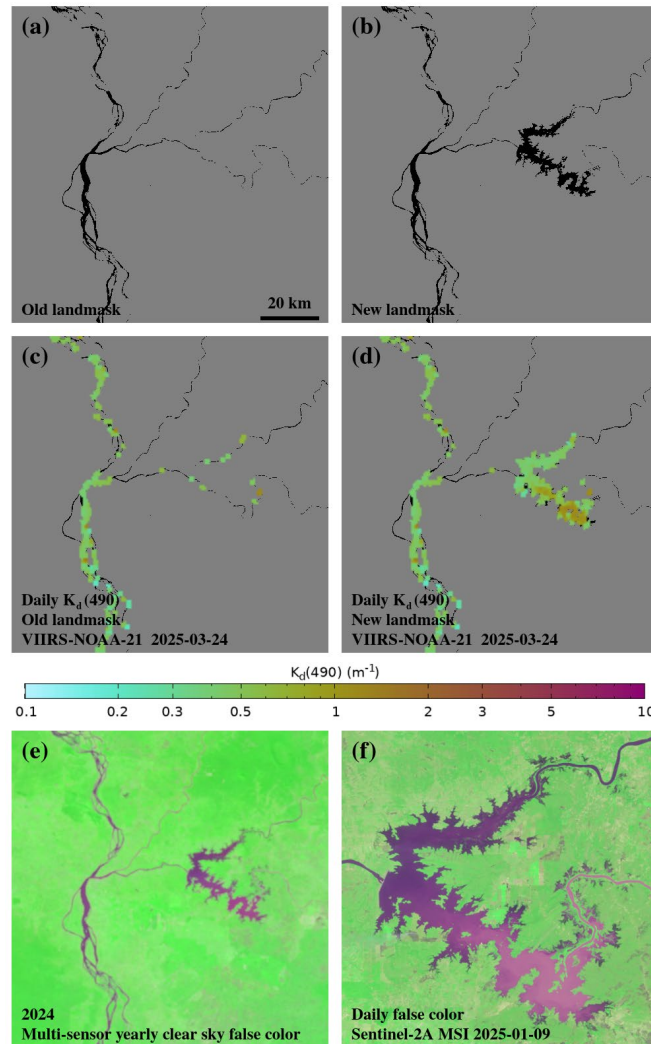 (a)
Old landmask
20 km
(b)
New landmask
(c)
Daily K_d(490)
Old landmask
VIIRS-NOAA-21 2025-03-24
(d)
Daily K_d(490)
New landmask
VIIRS-NOAA-21 2025-03-24
K_d(490) (m⁻¹)
0.1 0.2 0.3 0.5 1 2 3 5 10
(e)
2024
Multi-sensor yearly clear sky false color
(f)
Daily false color
Sentinel-2A MSI 2025-01-09